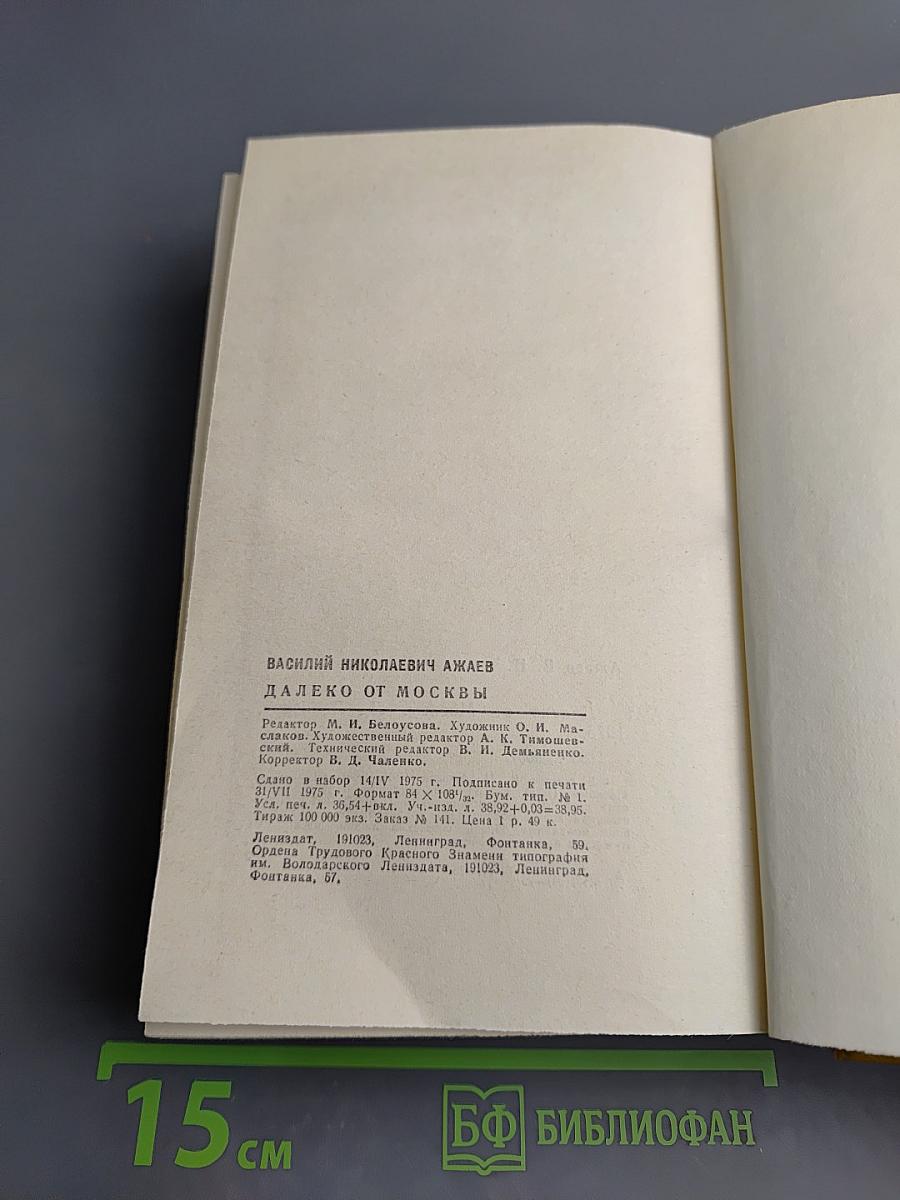 ВАСИЛИЙ НИКОЛАЕВИЧ АЖАЕВ
ДАЛЕКО ОТ МОСКВЫ
Редактор М. И. Белоусова. Художник О. И. Ма-
слаков. Художественный редактор А. К. Тимошев-
ский. Технический редактор В. И. Демьяненко.
Корректор В. Д. Чаленко.
Сдано в набор 14/IV 1975 г. Подписано к печати
31/VII 1975 г. Формат 84 × 108¹/₃₂. Бум. тип. № 1.
Усл. печ. л. 36,54+вкл. Уч.-изд. л. 38,92+0,03=38,95.
Тираж 100 000 экз. Заказ № 141. Цена 1 р. 49 к.
Лениздат, 191023, Ленинград, Фонтанка, 59.
Ордена Трудового Красного Знамени типография
им. Володарского Лениздата, 191023, Ленинград,
Фонтанка, 57.
15 см
БФ БИБЛИОФАН